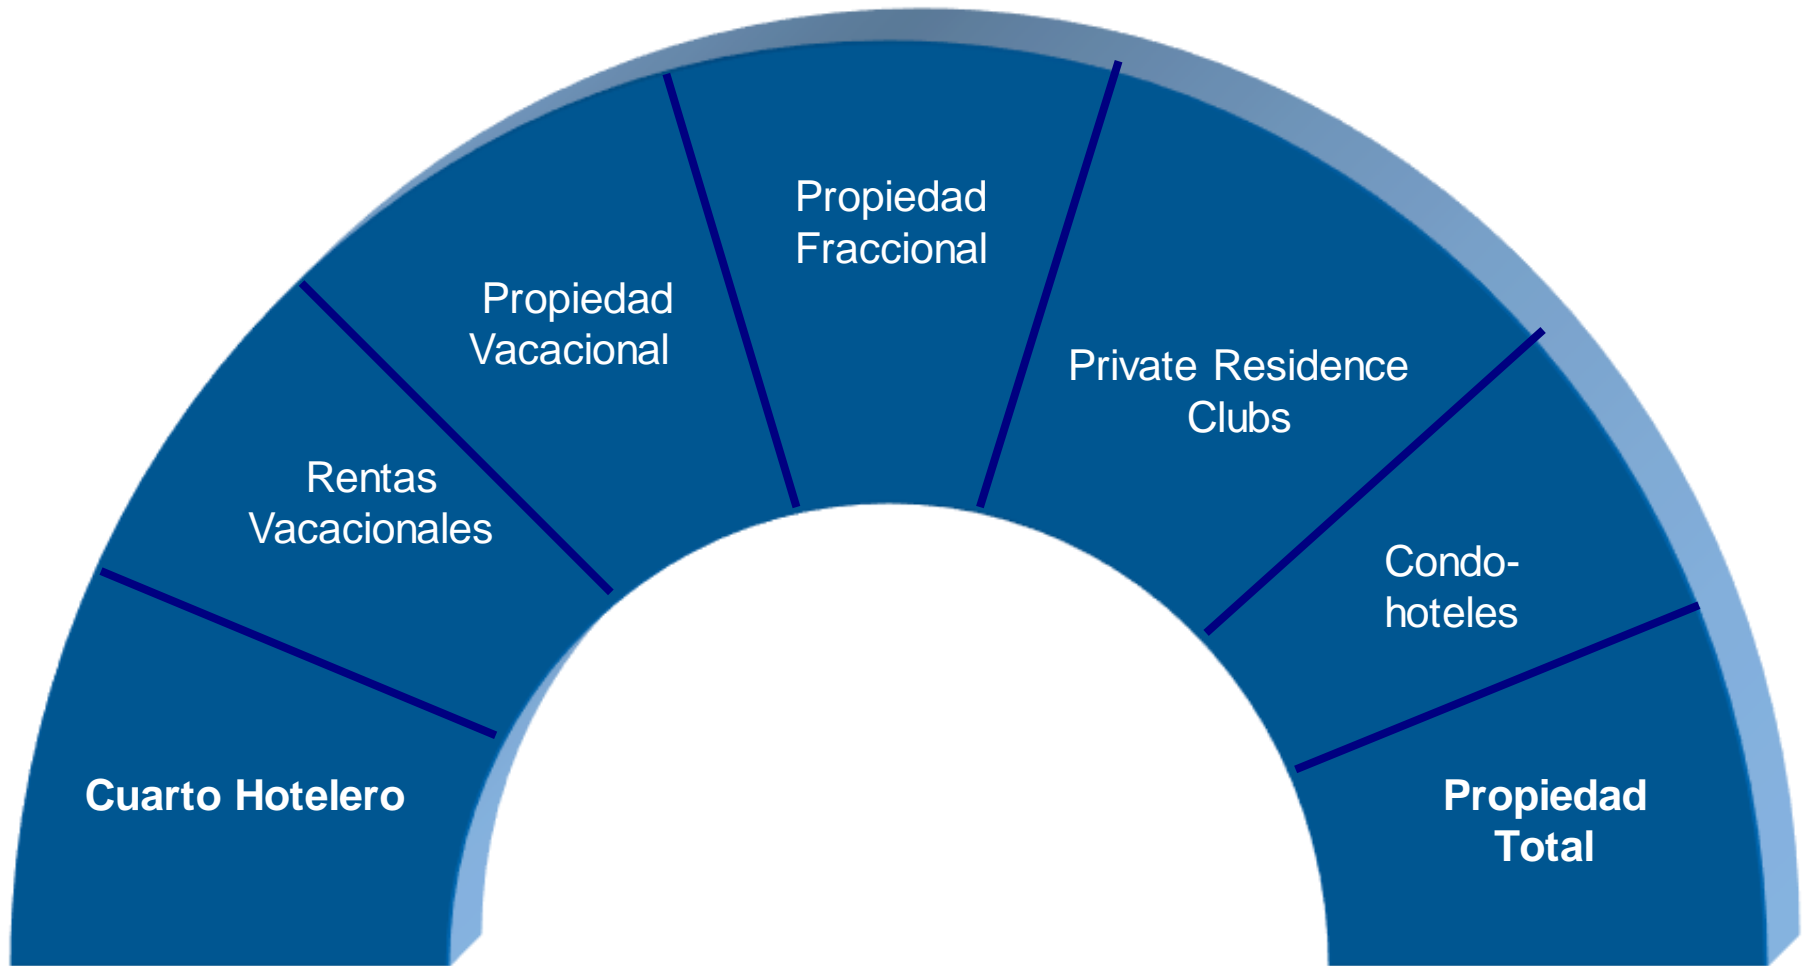 Cuarto Hotelero
Rentas
Vacacionales
Propiedad
Vacacional
Propiedad
Fraccional
Private Residence
Clubs
Condo-
hoteles
Propiedad
Total